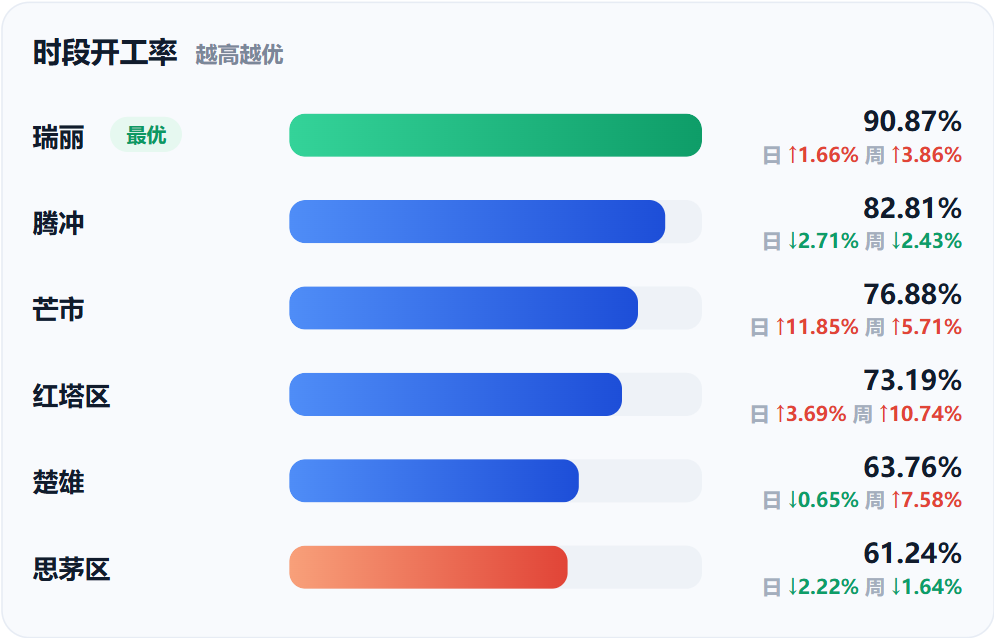 时段开工率 越高越优
瑞丽 最优 90.87%
日 ↑1.66% 周 ↑3.86%
腾冲 82.81%
日 ↓2.71% 周 ↓2.43%
芒市 76.88%
日 ↑11.85% 周 ↑5.71%
红塔区 73.19%
日 ↑3.69% 周 ↑10.74%
楚雄 63.76%
日 ↓0.65% 周 ↑7.58%
思茅区 61.24%
日 ↓2.22% 周 ↓1.64%